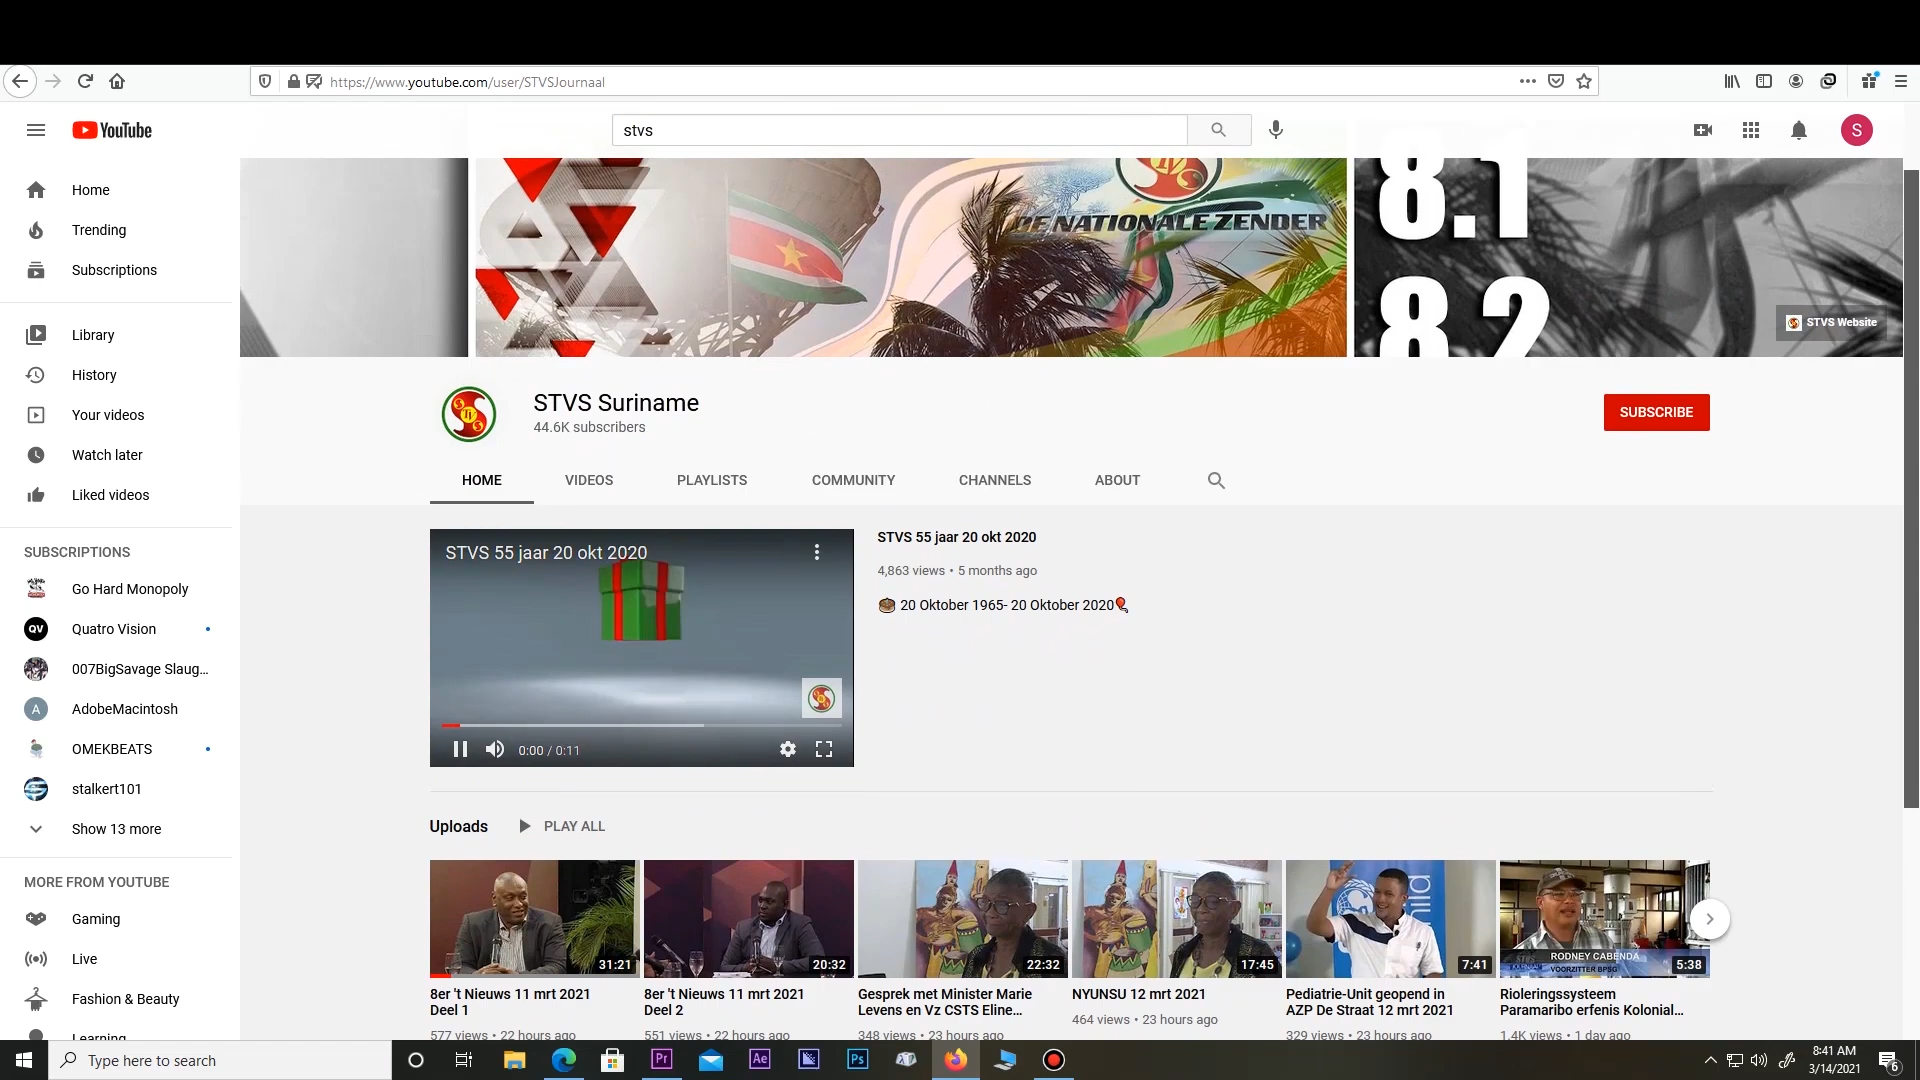 https://www.youtube.com/user/STVSJournaal
YouTube
stvs
S
Home
Trending
Subscriptions
Library
History
Your videos
Watch later
Liked videos
SUBSCRIPTIONS
Go Hard Monopoly
QV Quatro Vision
007BigSavage Slaug...
A AdobeMacintosh
OMEKBEATS
stalkert101
Show 13 more
MORE FROM YOUTUBE
Gaming
Live
Fashion & Beauty
Learning
DE NATIONALE ZENDER
8.1
8.2
STVS Website
STVS Suriname
44.6K subscribers
SUBSCRIBE
HOME VIDEOS PLAYLISTS COMMUNITY CHANNELS ABOUT
STVS 55 jaar 20 okt 2020
0:00 / 0:11
STVS 55 jaar 20 okt 2020
4,863 views • 5 months ago
20 Oktober 1965- 20 Oktober 2020
Uploads PLAY ALL
31:21
8er 't Nieuws 11 mrt 2021
Deel 1
577 views • 22 hours ago
20:32
8er 't Nieuws 11 mrt 2021
Deel 2
551 views • 22 hours ago
22:32
Gesprek met Minister Marie
Levens en Vz CSTS Eline...
348 views • 23 hours ago
17:45
NYUNSU 12 mrt 2021
464 views • 23 hours ago
7:41
Pediatrie-Unit geopend in
AZP De Straat 12 mrt 2021
329 views • 23 hours ago
RODNEY CABENDA
VOORZITTER BPSG
5:38
Rioleringssysteem
Paramaribo erfenis Kolonial...
1.4K views • 1 day ago
Type here to search
Pr
Ae
Ps
8:41 AM
3/14/2021
6